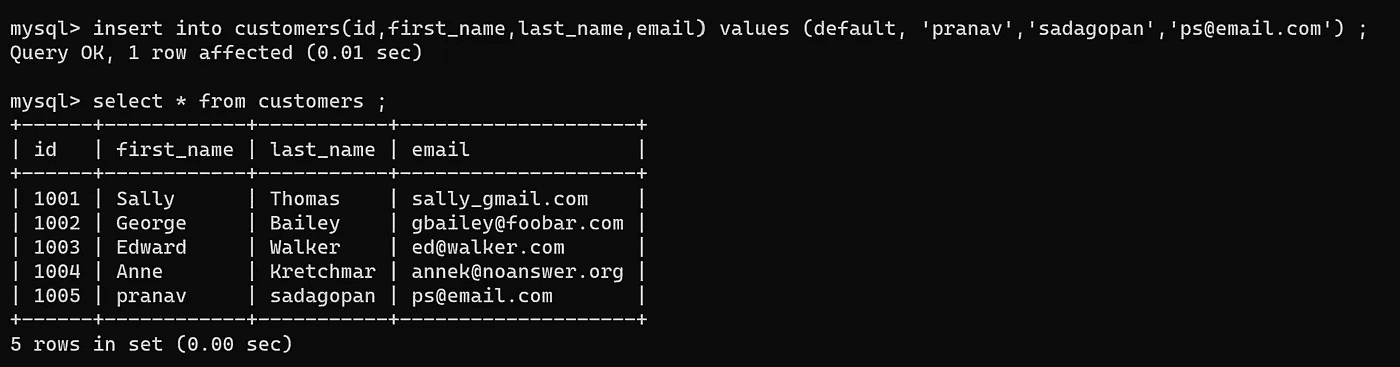 mysql> insert into customers(id,first_name,last_name,email) values (default, 'pranav','sadagopan','ps@email.com') ;
Query OK, 1 row affected (0.01 sec)

mysql> select * from customers ;
+------+------------+-----------+--------------------+
| id   | first_name | last_name | email              |
+------+------------+-----------+--------------------+
| 1001 | Sally      | Thomas    | sally_gmail.com    |
| 1002 | George     | Bailey    | gbailey@foobar.com |
| 1003 | Edward     | Walker    | ed@walker.com      |
| 1004 | Anne       | Kretchmar | annek@noanswer.org |
| 1005 | pranav     | sadagopan | ps@email.com       |
+------+------------+-----------+--------------------+
5 rows in set (0.00 sec)